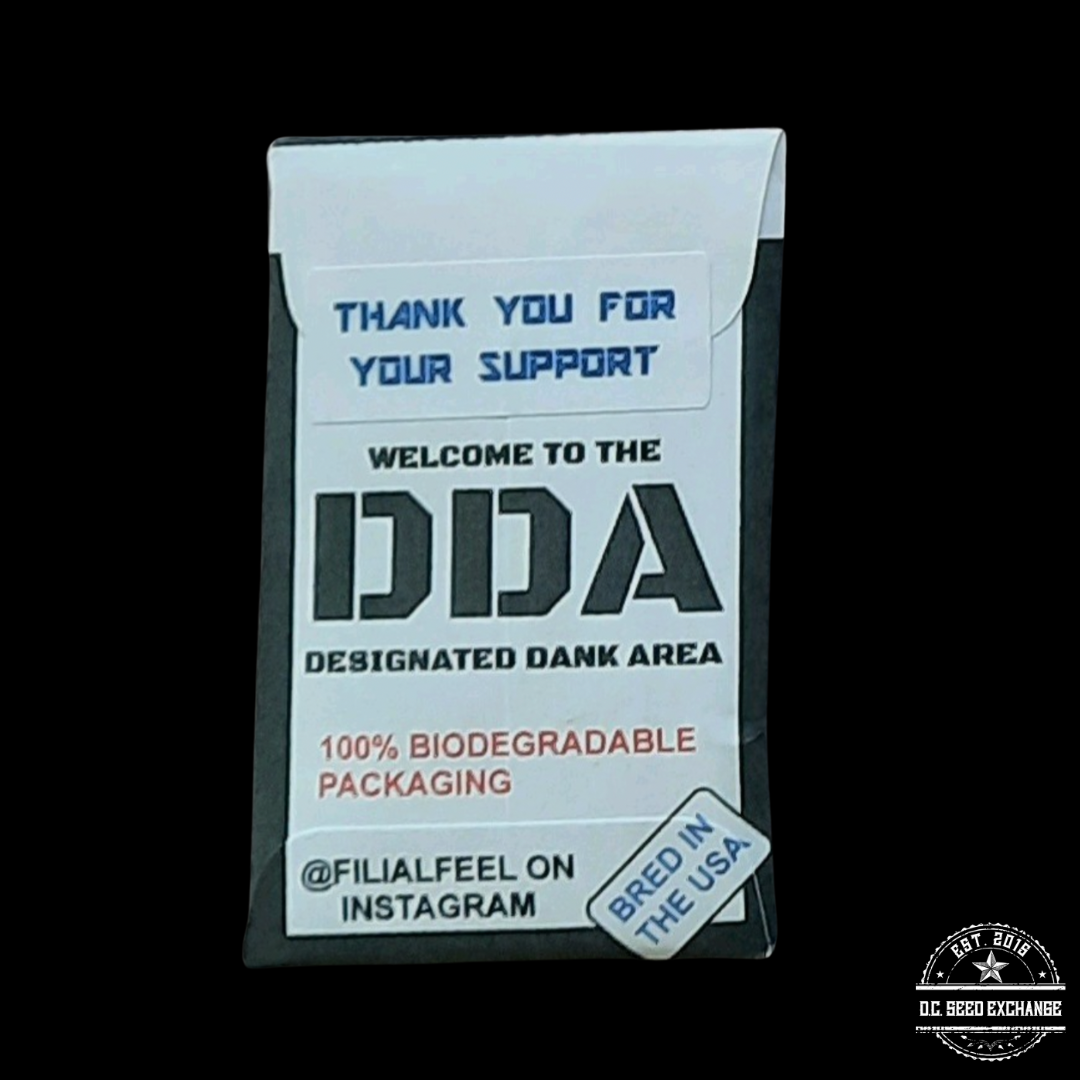 THANK YOU FOR
YOUR SUPPORT
WELCOME TO THE
DDA
DESIGNATED DANK AREA
100% BIODEGRADABLE
PACKAGING
@FILIALFEEL ON
INSTAGRAM
BRED IN
THE USA
EST. 2018
D.C. SEED EXCHANGE